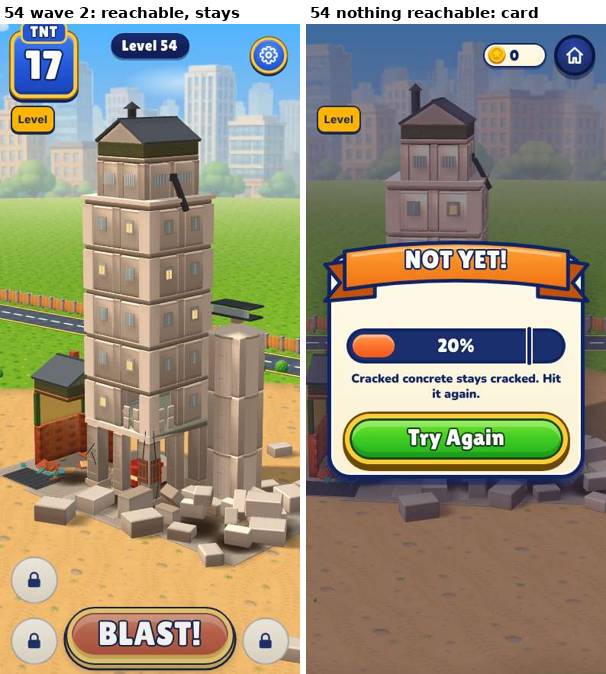 54 wave 2: reachable, stays
TNT
17
Level 54
Level
BLAST!
54 nothing reachable: card
0
Level
NOT YET!
20%
Cracked concrete stays cracked. Hit
it again.
Try Again